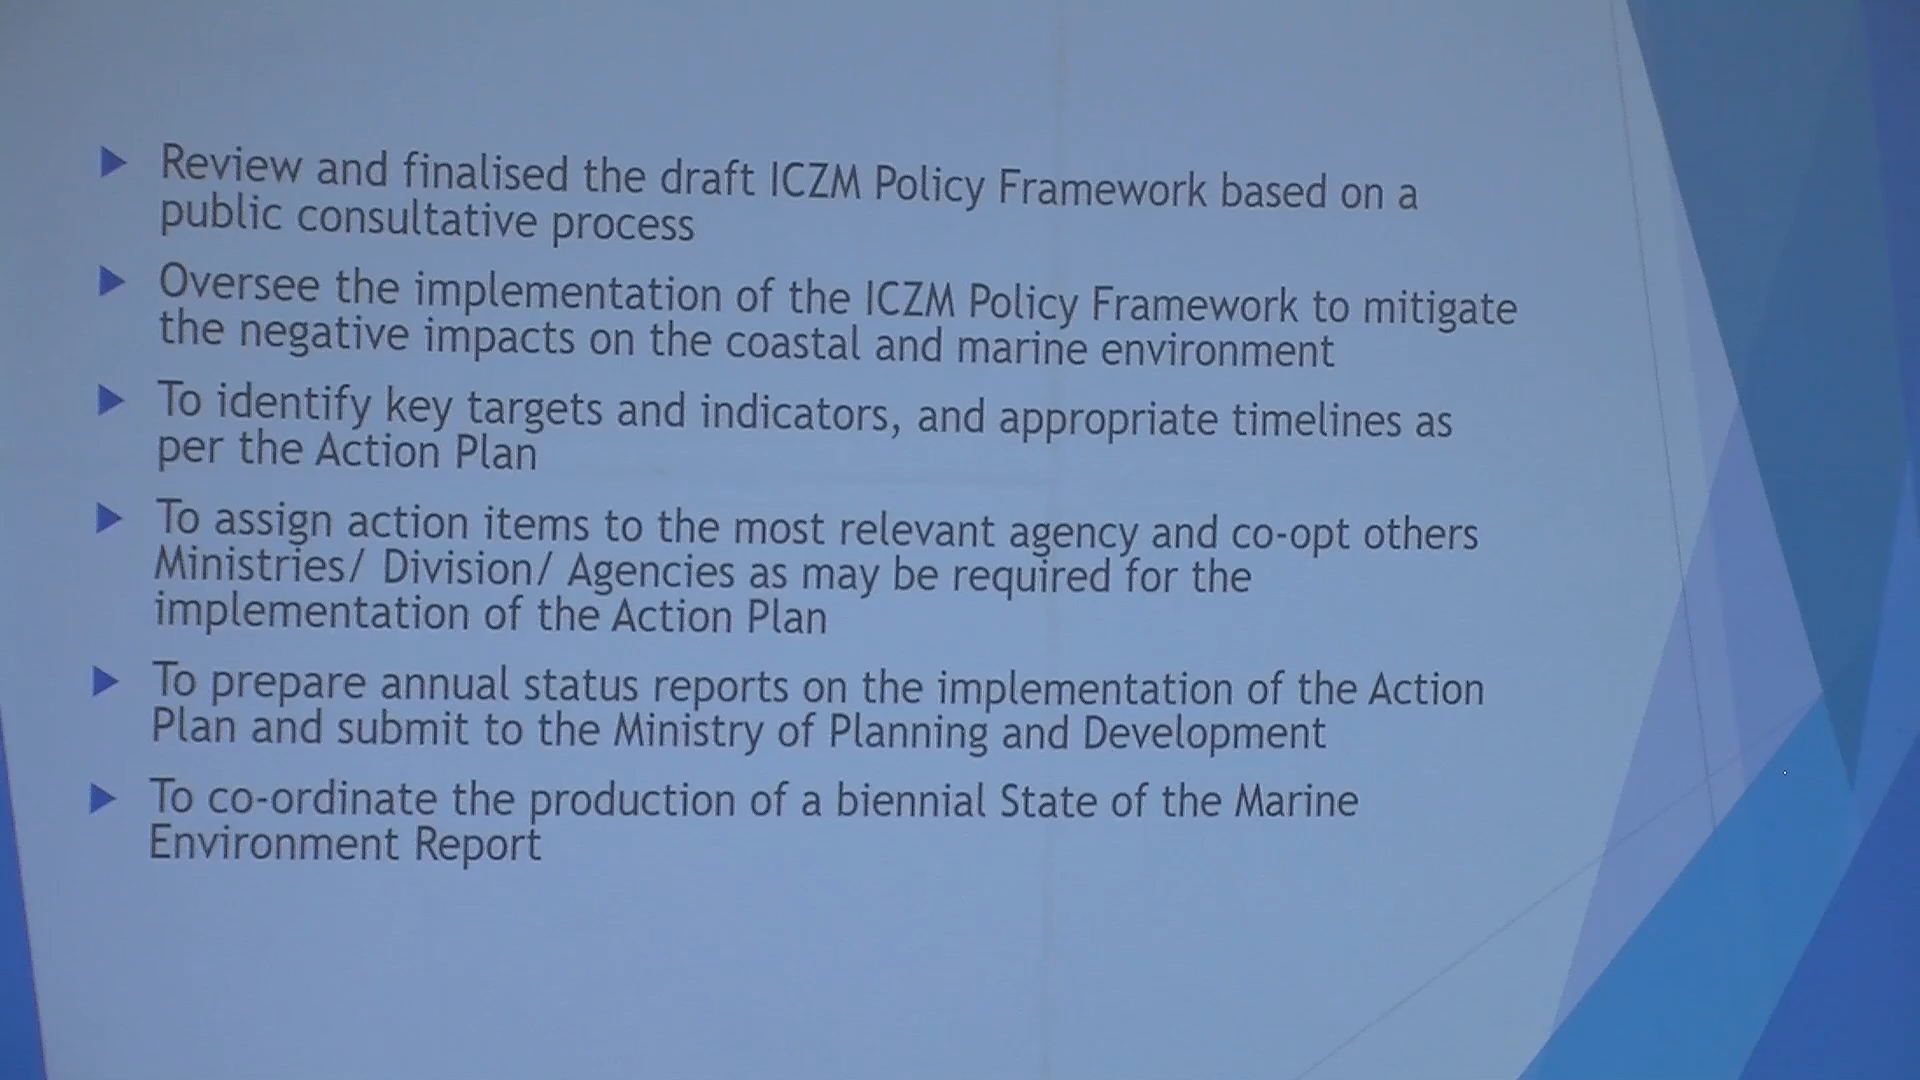 Review and finalised the draft ICZM Policy Framework based on a
public consultative process
Oversee the implementation of the ICZM Policy Framework to mitigate
the negative impacts on the coastal and marine environment
To identify key targets and indicators, and appropriate timelines as
per the Action Plan
To assign action items to the most relevant agency and co-opt others
Ministries/ Division/ Agencies as may be required for the
implementation of the Action Plan
To prepare annual status reports on the implementation of the Action
Plan and submit to the Ministry of Planning and Development
To co-ordinate the production of a biennial State of the Marine
Environment Report